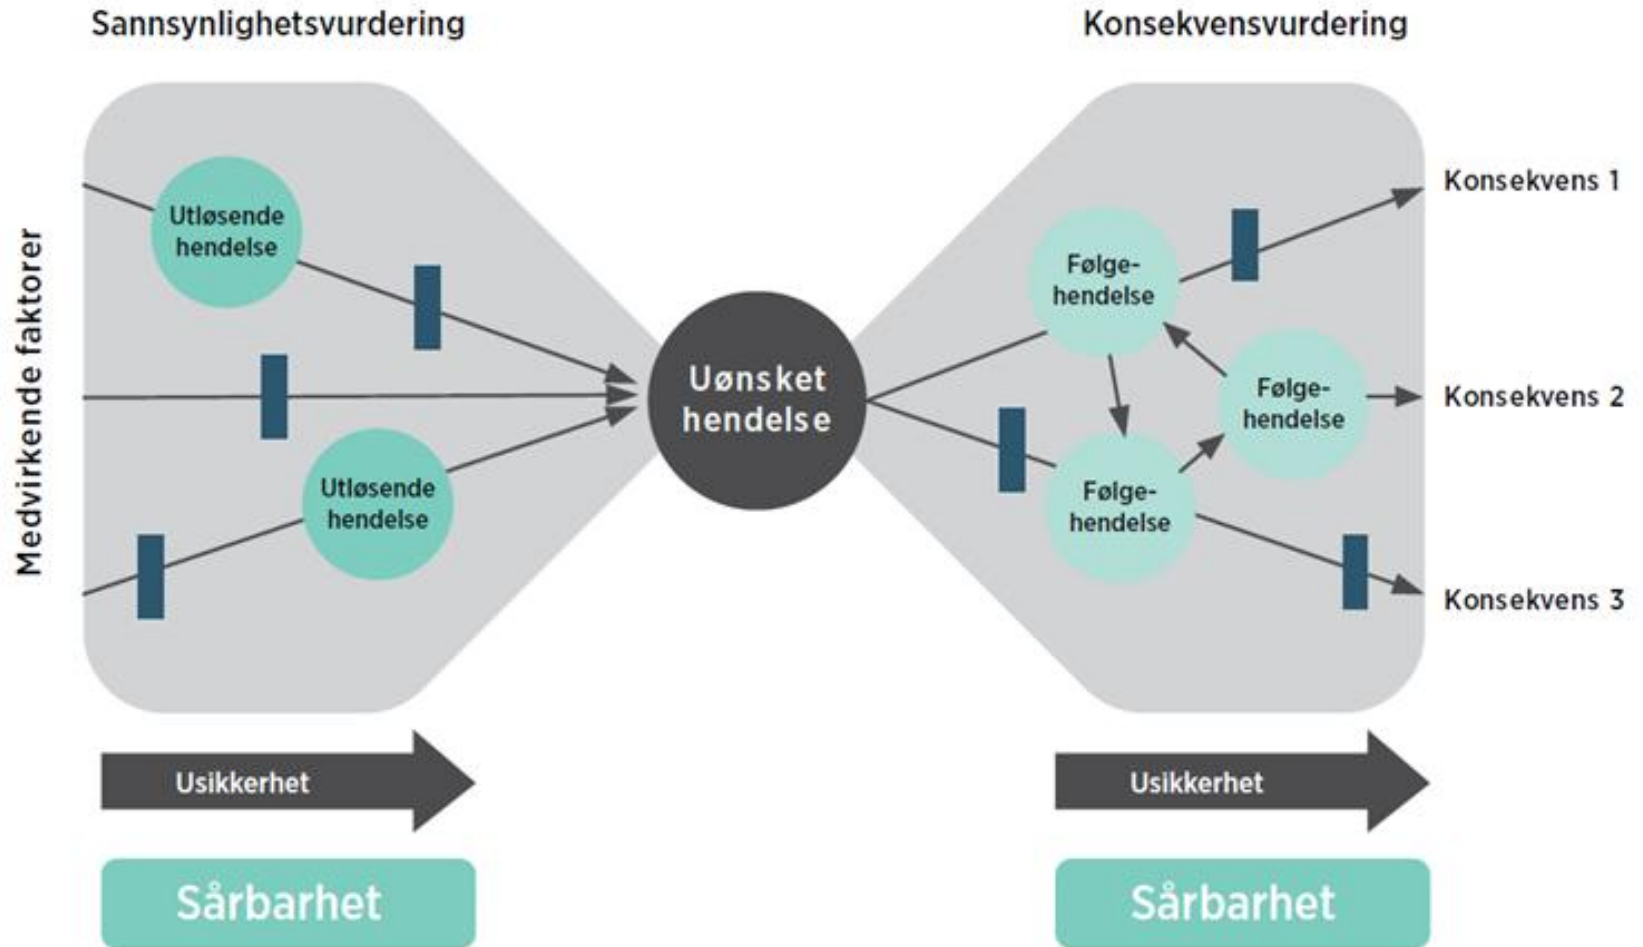 Sannsynlighetsvurdering
Konsekvensvurdering
Medvirkende faktorer
Utløsende
hendelse
Utløsende
hendelse
Uønsket
hendelse
Følge-
hendelse
Følge-
hendelse
Følge-
hendelse
Konsekvens 1
Konsekvens 2
Konsekvens 3
Usikkerhet
Usikkerhet
Sårbarhet
Sårbarhet